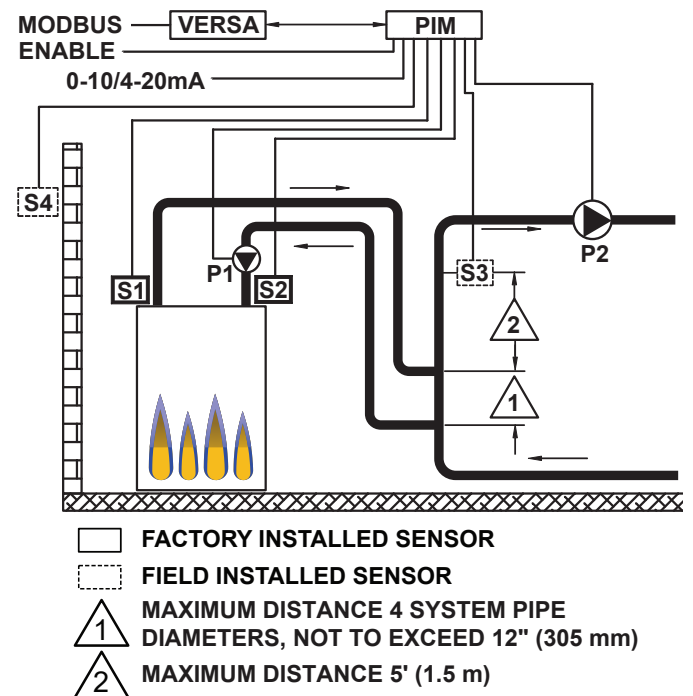 MODBUS VERSA PIM
ENABLE
0-10/4-20mA
S4
S1 P1 S2 S3 P2
2
1
FACTORY INSTALLED SENSOR
FIELD INSTALLED SENSOR
1 MAXIMUM DISTANCE 4 SYSTEM PIPE
DIAMETERS, NOT TO EXCEED 12" (305 mm)
2 MAXIMUM DISTANCE 5' (1.5 m)